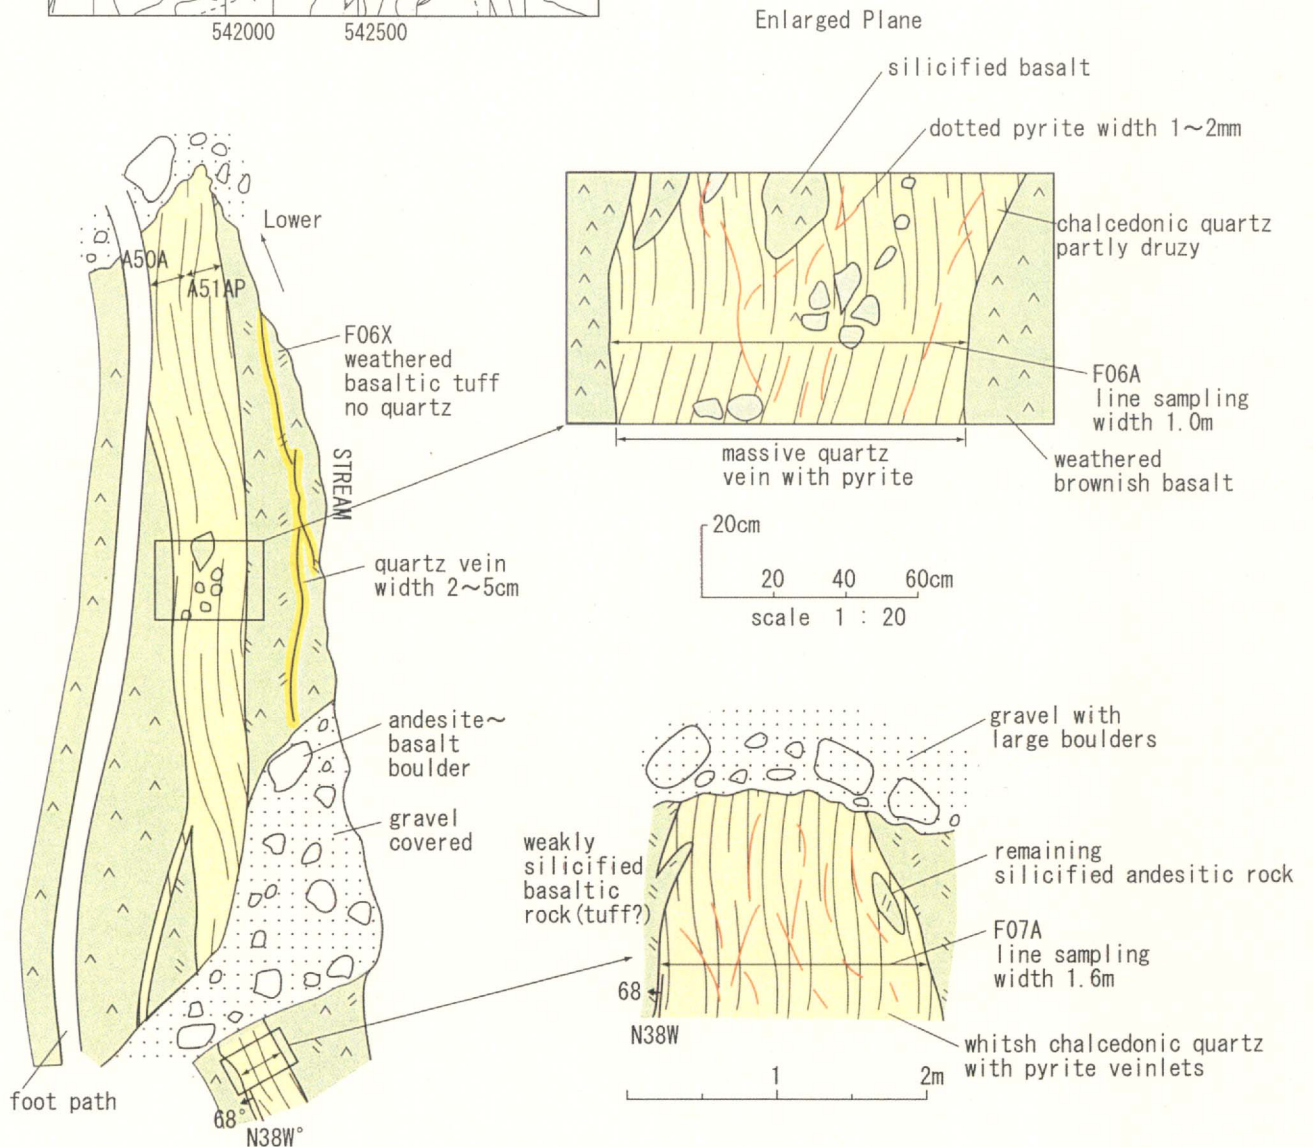 542000
542500
Enlarged Plane
silicified basalt
dotted pyrite width 1~2mm
chalcedonic quartz
partly druzy
F06A
line sampling
width 1.0m
weathered
brownish basalt
massive quartz
vein with pyrite
20cm
20
40
60cm
scale 1 : 20
Lower
A50A
A51AP
F06X
weathered
basaltic tuff
no quartz
STREAM
quartz vein
width 2~5cm
andesite~
basalt
boulder
gravel
covered
foot path
68°
N38W°
gravel with
large boulders
weakly
silicified
basaltic
rock(tuff?)
remaining
silicified andesitic rock
F07A
line sampling
width 1.6m
68
N38W
whitsh chalcedonic quartz
with pyrite veinlets
1
2m